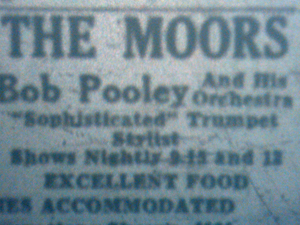 THE MOORS
Bob Pooley And His
Orchestra
"Sophisticated" Trumpet
Stylist
Shows Nightly 9:15 and 12
EXCELLENT FOOD
IES ACCOMMODATED